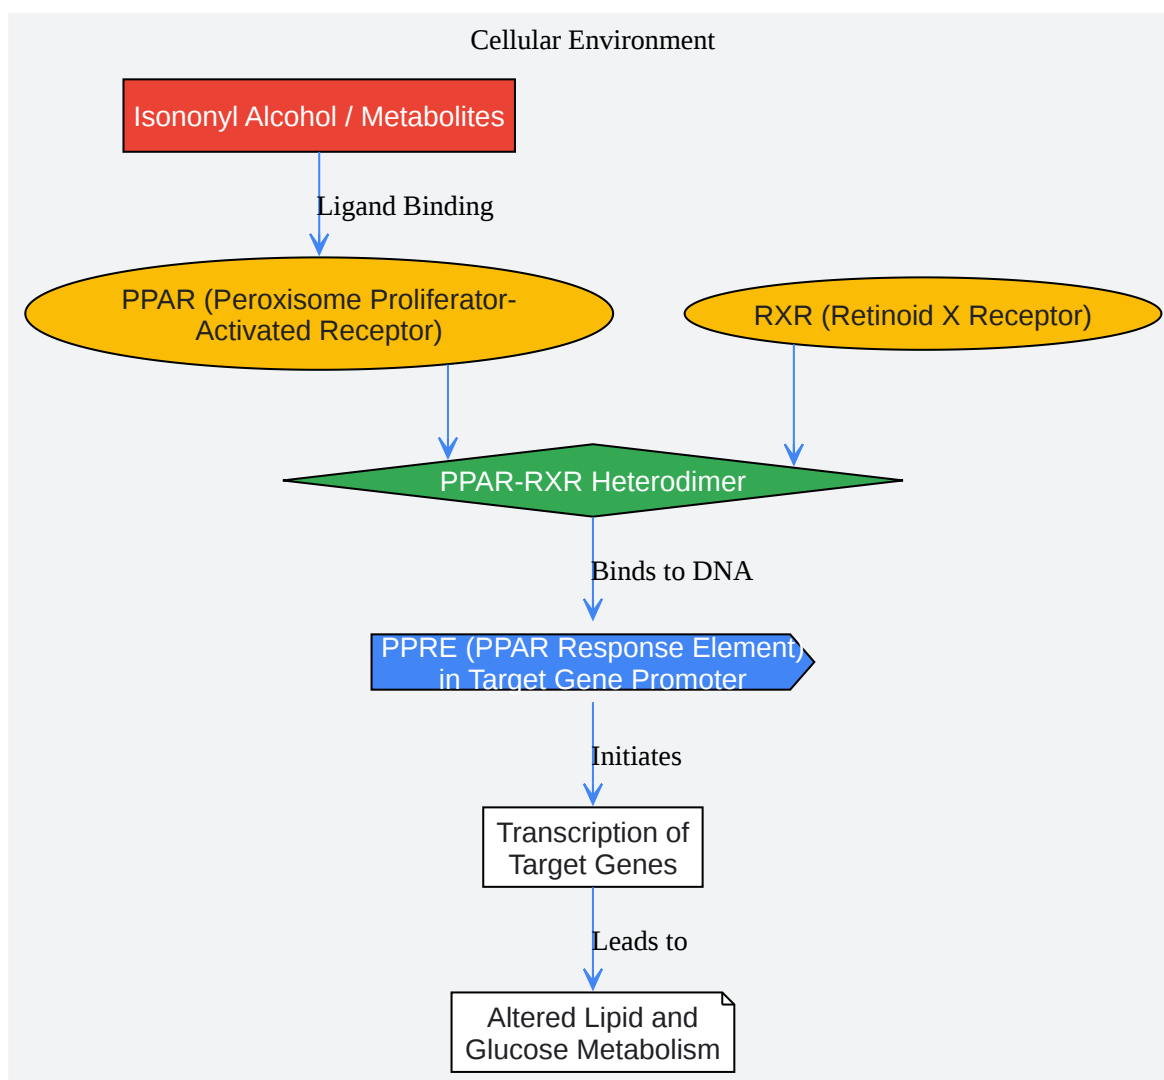 Cellular Environment
Isononyl Alcohol / Metabolites
Ligand Binding
PPAR (Peroxisome Proliferator-
Activated Receptor)
RXR (Retinoid X Receptor)
PPAR-RXR Heterodimer
Binds to DNA
PPRE (PPAR Response Element)
in Target Gene Promoter
Initiates
Transcription of
Target Genes
Leads to
Altered Lipid and
Glucose Metabolism